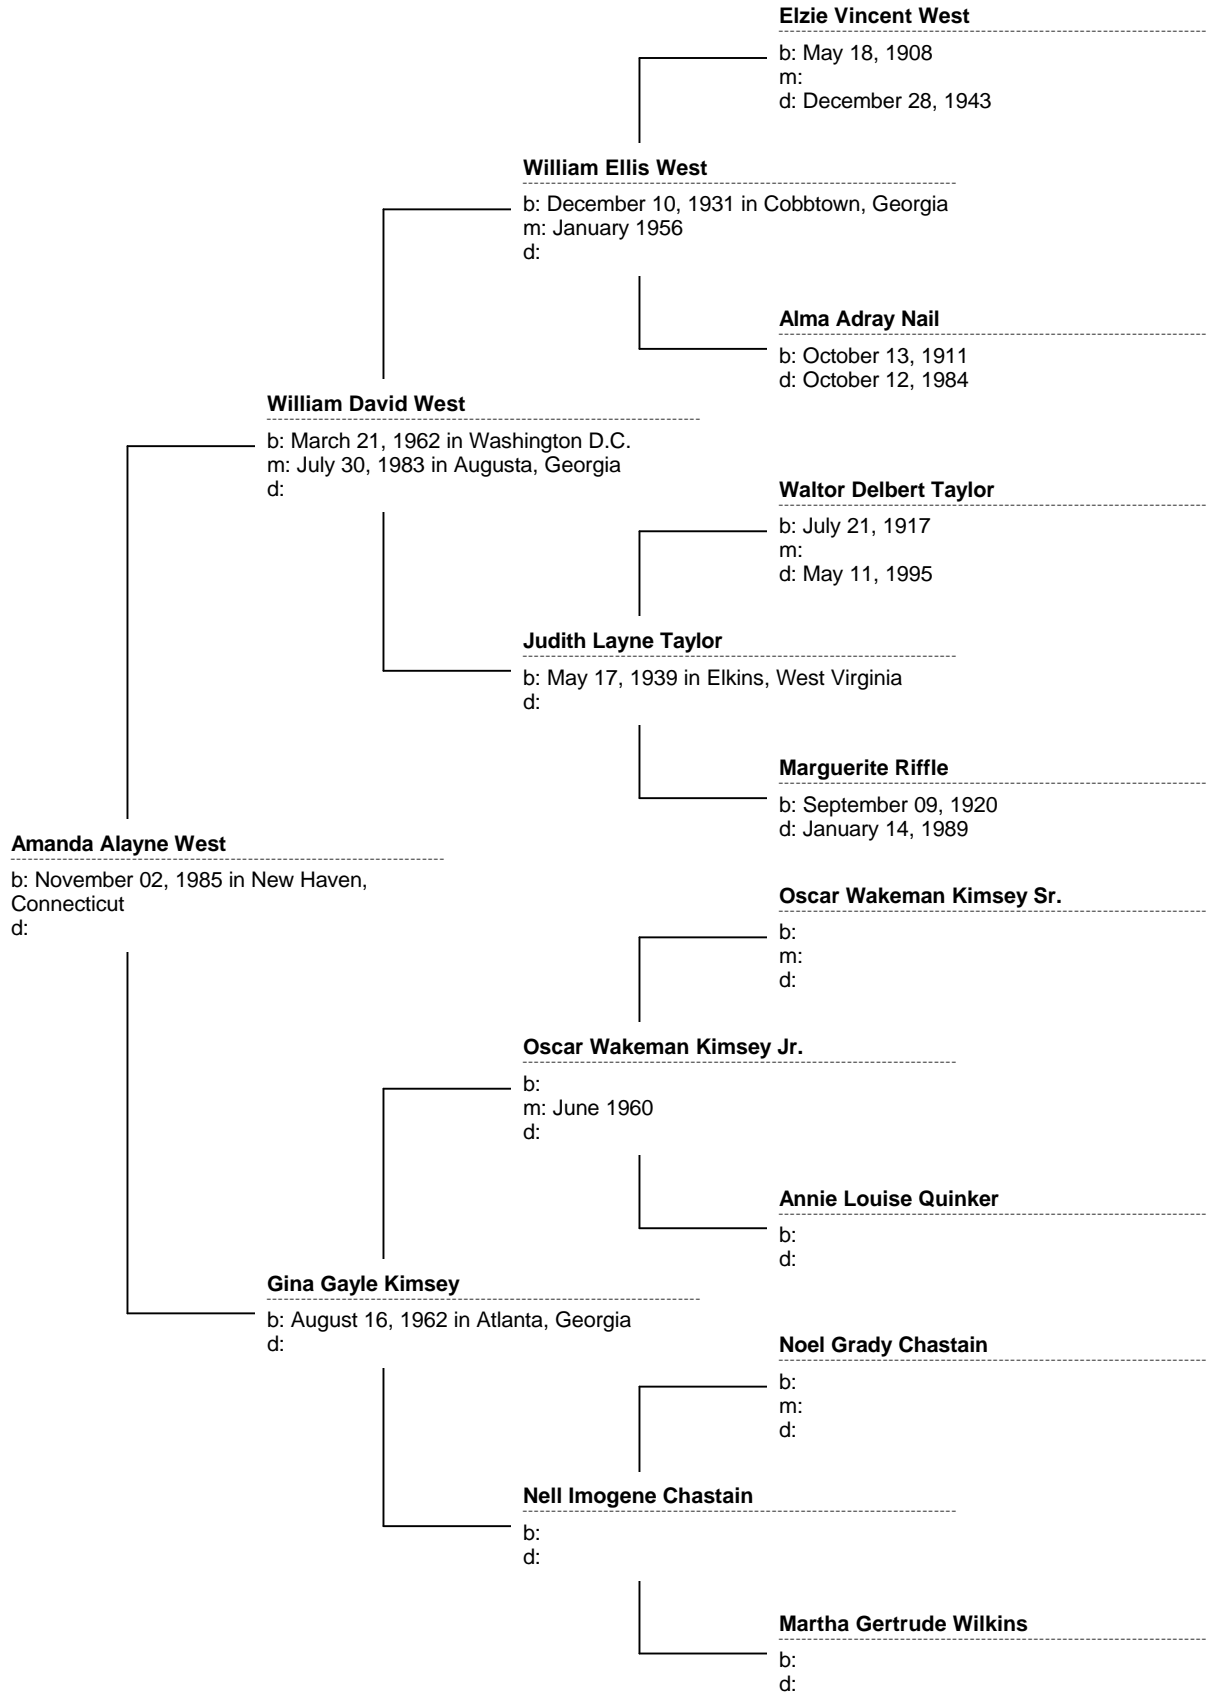 Elzie Vincent West
b: May 18, 1908
m:
d: December 28, 1943
William Ellis West
b: December 10, 1931 in Cobbtown, Georgia
m: January 1956
d:
Alma Adray Nail
b: October 13, 1911
d: October 12, 1984
William David West
b: March 21, 1962 in Washington D.C.
m: July 30, 1983 in Augusta, Georgia
d:
Waltor Delbert Taylor
b: July 21, 1917
m:
d: May 11, 1995
Judith Layne Taylor
b: May 17, 1939 in Elkins, West Virginia
d:
Marguerite Riffle
b: September 09, 1920
d: January 14, 1989
Amanda Alayne West
b: November 02, 1985 in New Haven,
Connecticut
d:
Oscar Wakeman Kimsey Sr.
b:
m:
d:
Oscar Wakeman Kimsey Jr.
b:
m: June 1960
d:
Annie Louise Quinker
b:
d:
Gina Gayle Kimsey
b: August 16, 1962 in Atlanta, Georgia
d:
Noel Grady Chastain
b:
m:
d:
Nell Imogene Chastain
b:
d:
Martha Gertrude Wilkins
b:
d: